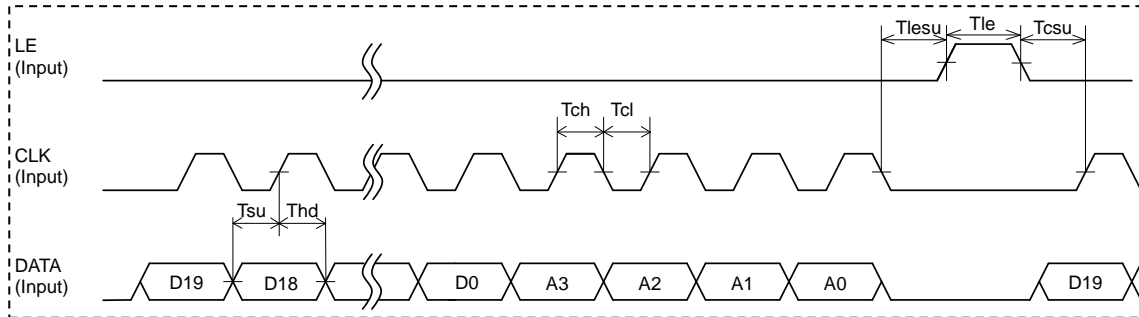 Tlesu Tle Tcsu
LE
(Input)
Tch Tcl
CLK
(Input)
Tsu Thd
DATA
(Input)
D19 D18 D0 A3 A2 A1 A0 D19